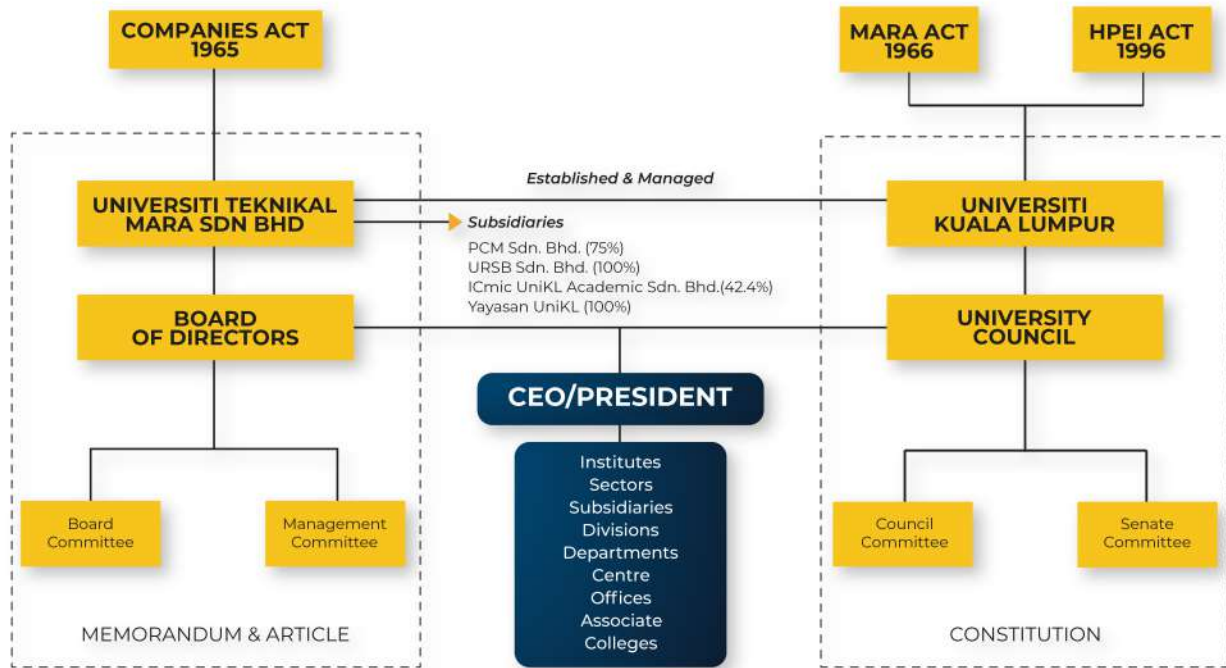 COMPANIES ACT
1965
MARA ACT
1966
HPEI ACT
1996
UNIVERSITI TEKNIKAL
MARA SDN BHD
Established & Managed
UNIVERSITI
KUALA LUMPUR
Subsidiaries
PCM Sdn. Bhd. (75%)
URSB Sdn. Bhd. (100%)
ICmic UniKL Academic Sdn. Bhd.(42.4%)
Yayasan UniKL (100%)
BOARD
OF DIRECTORS
UNIVERSITY
COUNCIL
CEO/PRESIDENT
Institutes
Sectors
Subsidiaries
Divisions
Departments
Centre
Offices
Associate
Colleges
Board
Committee
Management
Committee
Council
Committee
Senate
Committee
MEMORANDUM & ARTICLE
CONSTITUTION